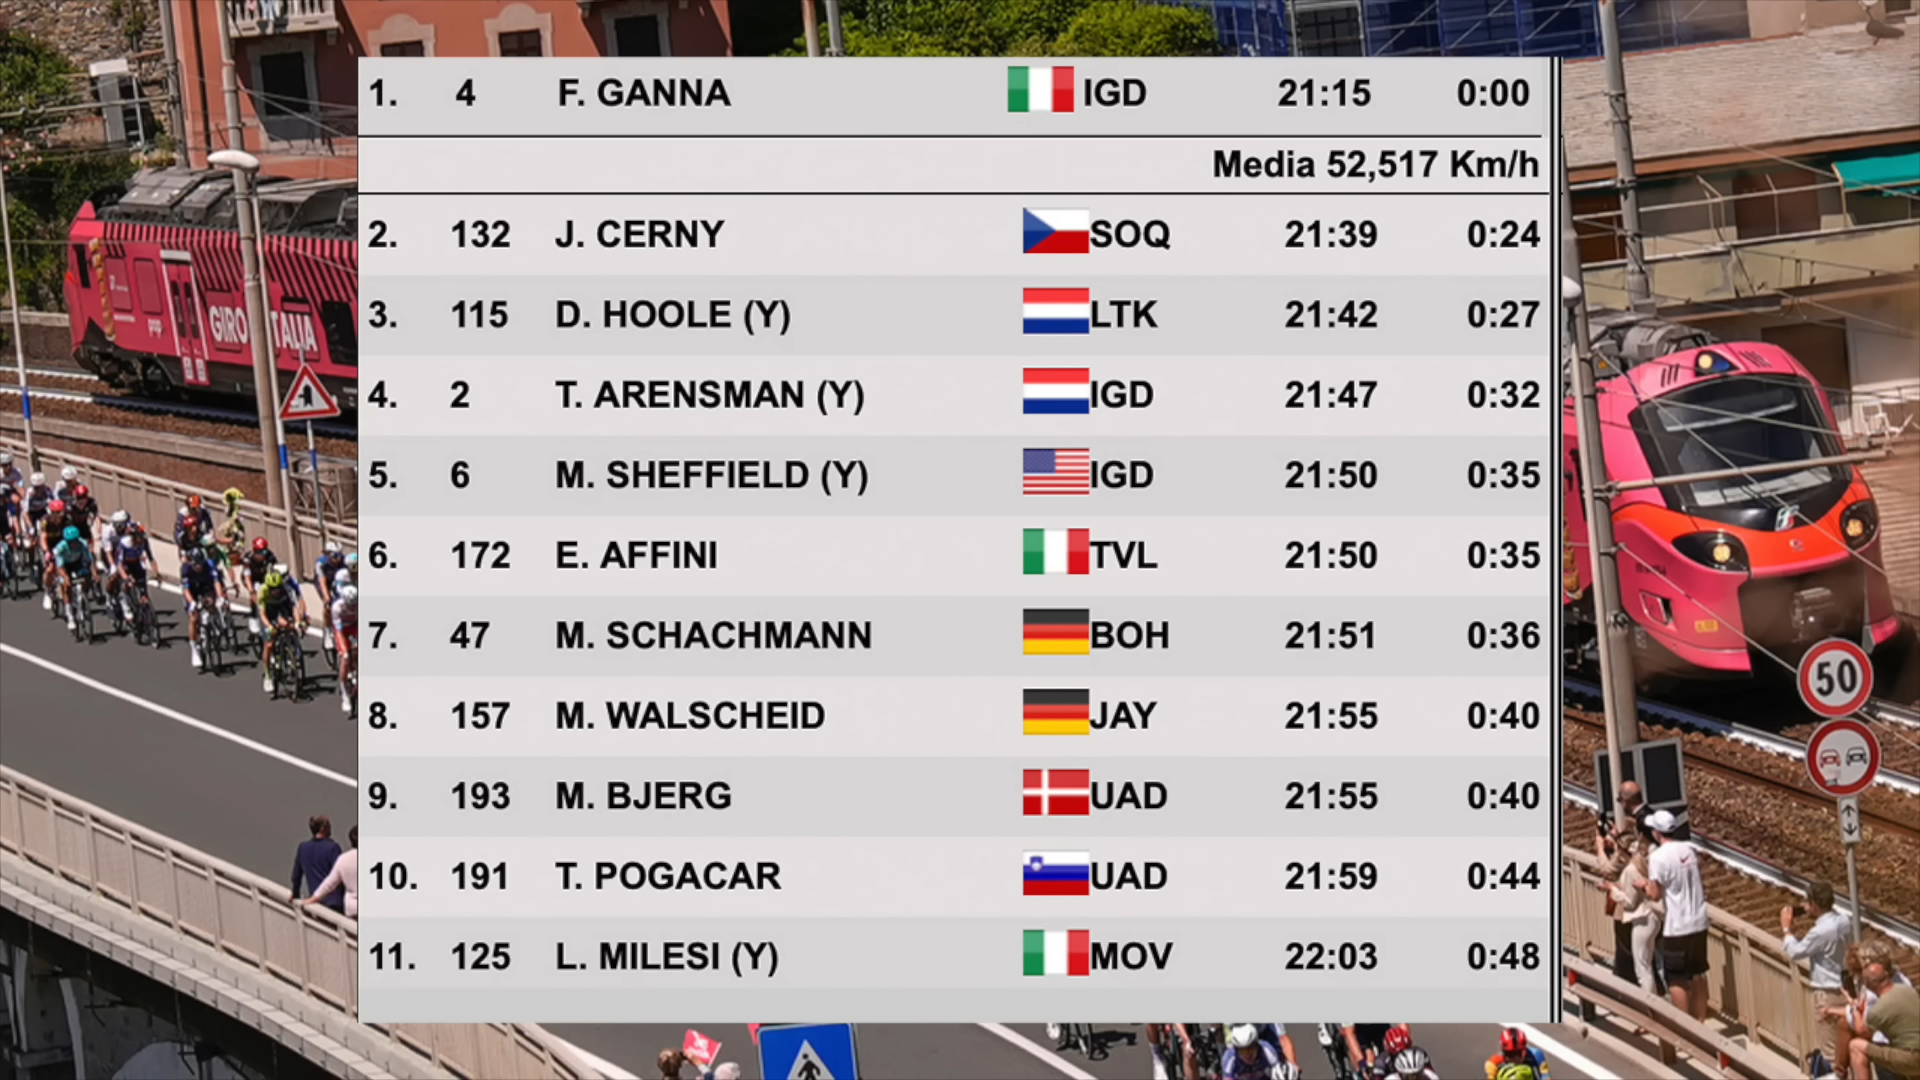 1. 4 F. GANNA IGD 21:15 0:00
Media 52,517 Km/h
2. 132 J. CERNY SOQ 21:39 0:24
3. 115 D. HOOLE (Y) LTK 21:42 0:27
4. 2 T. ARENSMAN (Y) IGD 21:47 0:32
5. 6 M. SHEFFIELD (Y) IGD 21:50 0:35
6. 172 E. AFFINI TVL 21:50 0:35
7. 47 M. SCHACHMANN BOH 21:51 0:36
8. 157 M. WALSCHEID JAY 21:55 0:40
9. 193 M. BJERG UAD 21:55 0:40
10. 191 T. POGACAR UAD 21:59 0:44
11. 125 L. MILESI (Y) MOV 22:03 0:48
GIRO ITALIA
pop
50